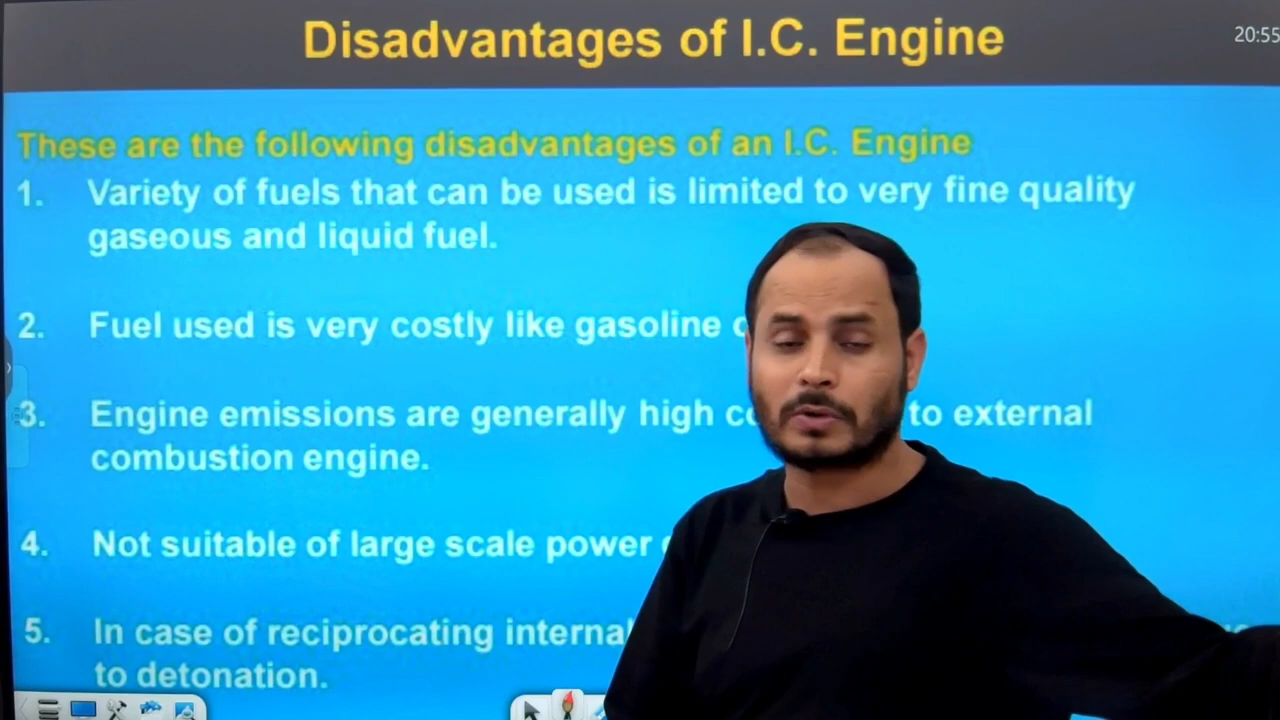 Disadvantages of I.C. Engine
20:55
These are the following disadvantages of an I.C. Engine
1. Variety of fuels that can be used is limited to very fine quality
gaseous and liquid fuel.
2. Fuel used is very costly like gasoline
3. Engine emissions are generally high to external
combustion engine.
4. Not suitable of large scale power
5. In case of reciprocating internal
to detonation.